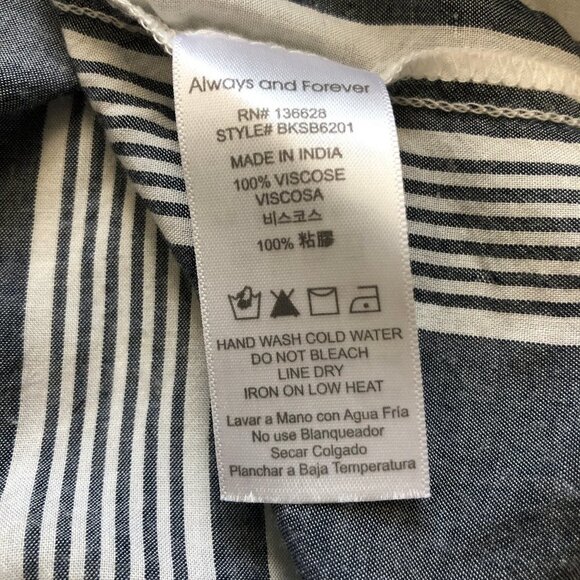 Always and Forever
RN# 136628
STYLE# BKSB6201
MADE IN INDIA
100% VISCOSE
VISCOSA
비스코스
100% 粘膠
HAND WASH COLD WATER
DO NOT BLEACH
LINE DRY
IRON ON LOW HEAT
Lavar a Mano con Agua Fría
No use Blanqueador
Secar Colgado
Planchar a Baja Temperatura